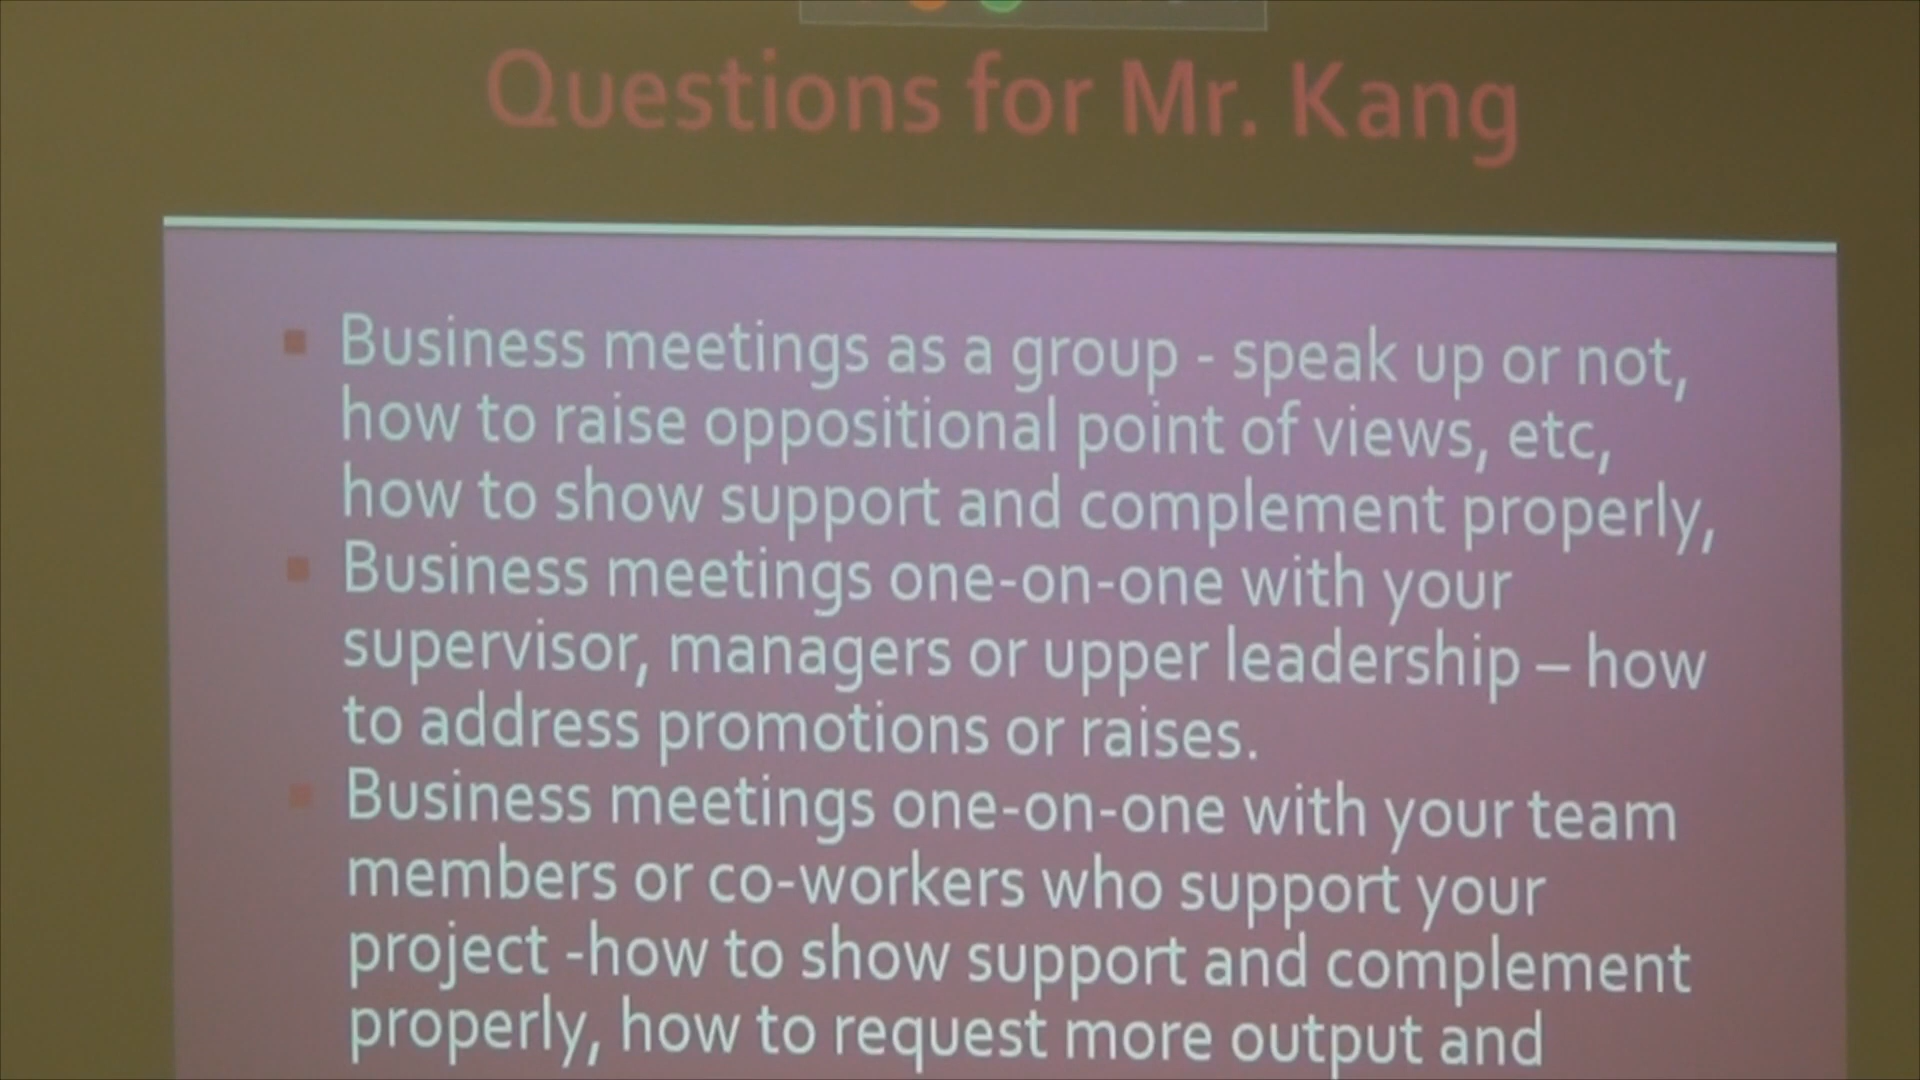 Questions for Mr. Kang
Business meetings as a group - speak up or not,
how to raise oppositional point of views, etc,
how to show support and complement properly,
Business meetings one-on-one with your
supervisor, managers or upper leadership – how
to address promotions or raises.
Business meetings one-on-one with your team
members or co-workers who support your
project -how to show support and complement
properly, how to request more output and